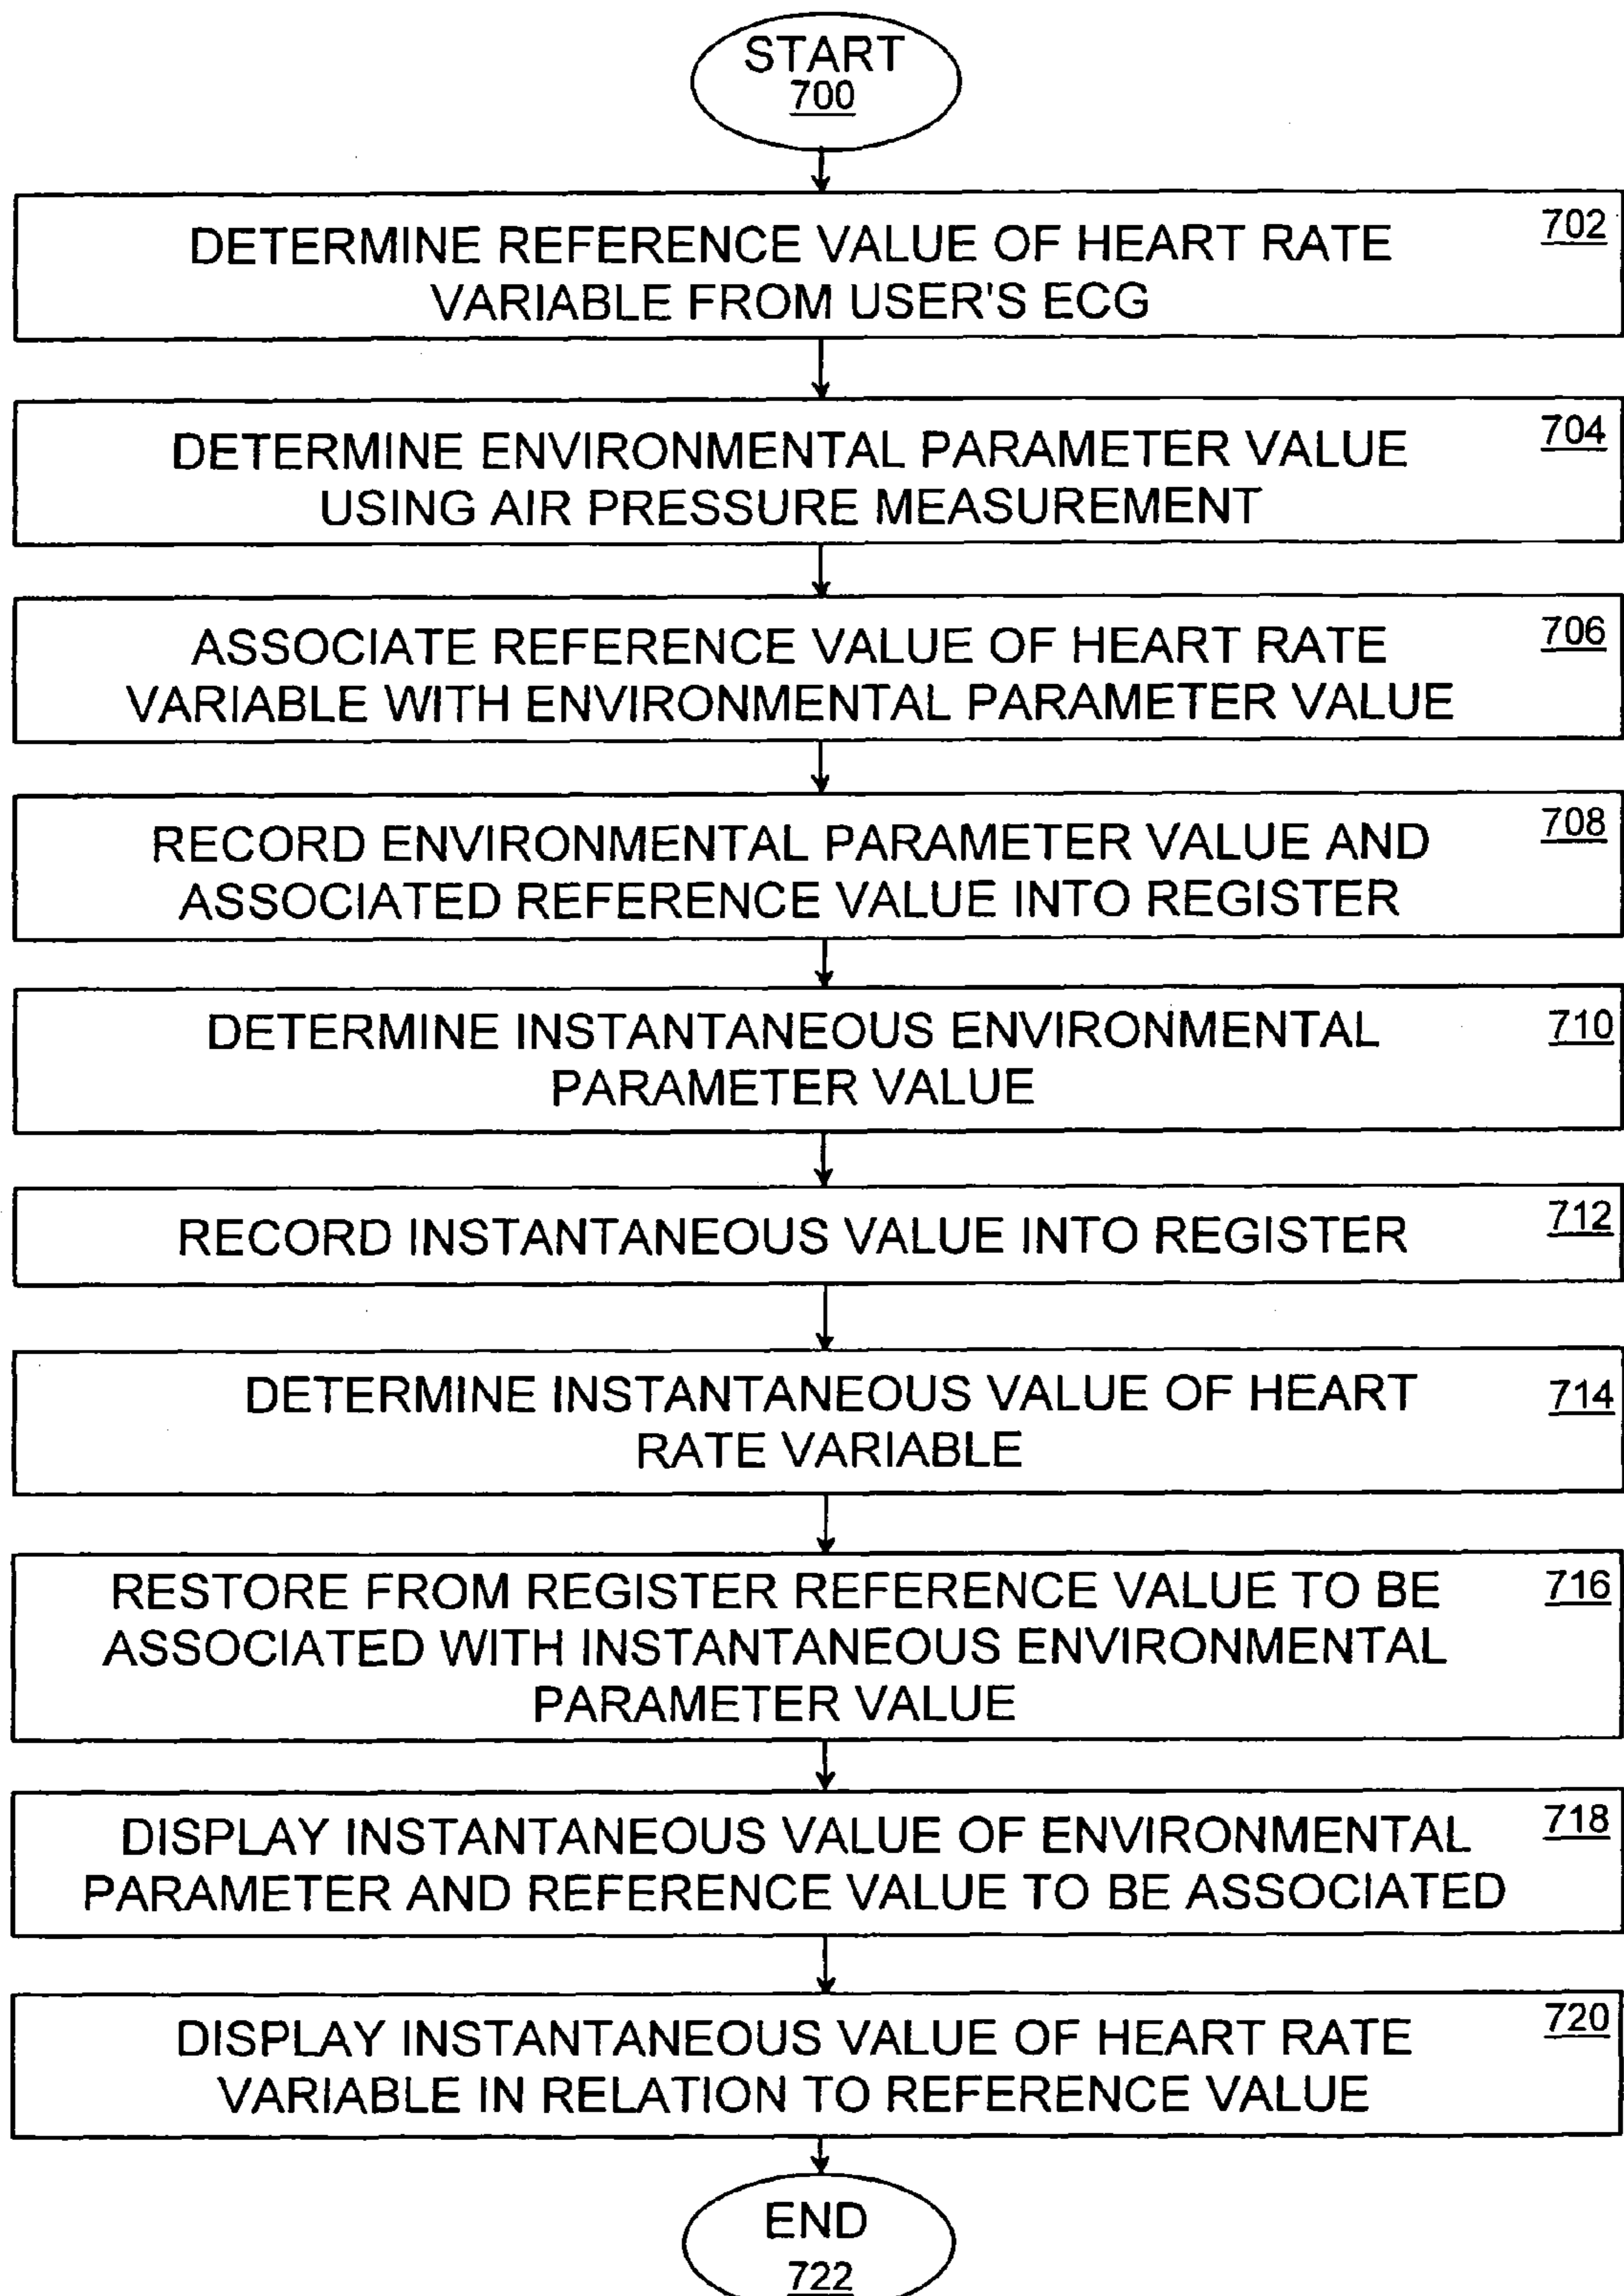 START
700
DETERMINE REFERENCE VALUE OF HEART RATE
702
VARIABLE FROM USER'S ECG
DETERMINE ENVIRONMENTAL PARAMETER VALUE
704
USING AIR PRESSURE MEASUREMENT
ASSOCIATE REFERENCE VALUE OF HEART RATE
706
VARIABLE WITH ENVIRONMENTAL PARAMETER VALUE
RECORD ENVIRONMENTAL PARAMETER VALUE AND
708
ASSOCIATED REFERENCE VALUE INTO REGISTER
DETERMINE INSTANTANEOUS ENVIRONMENTAL
710
PARAMETER VALUE
RECORD INSTANTANEOUS VALUE INTO REGISTER
712
DETERMINE INSTANTANEOUS VALUE OF HEART
714
RATE VARIABLE
RESTORE FROM REGISTER REFERENCE VALUE TO BE
716
ASSOCIATED WITH INSTANTANEOUS ENVIRONMENTAL
PARAMETER VALUE
DISPLAY INSTANTANEOUS VALUE OF ENVIRONMENTAL
718
PARAMETER AND REFERENCE VALUE TO BE ASSOCIATED
DISPLAY INSTANTANEOUS VALUE OF HEART RATE
720
VARIABLE IN RELATION TO REFERENCE VALUE
END
722